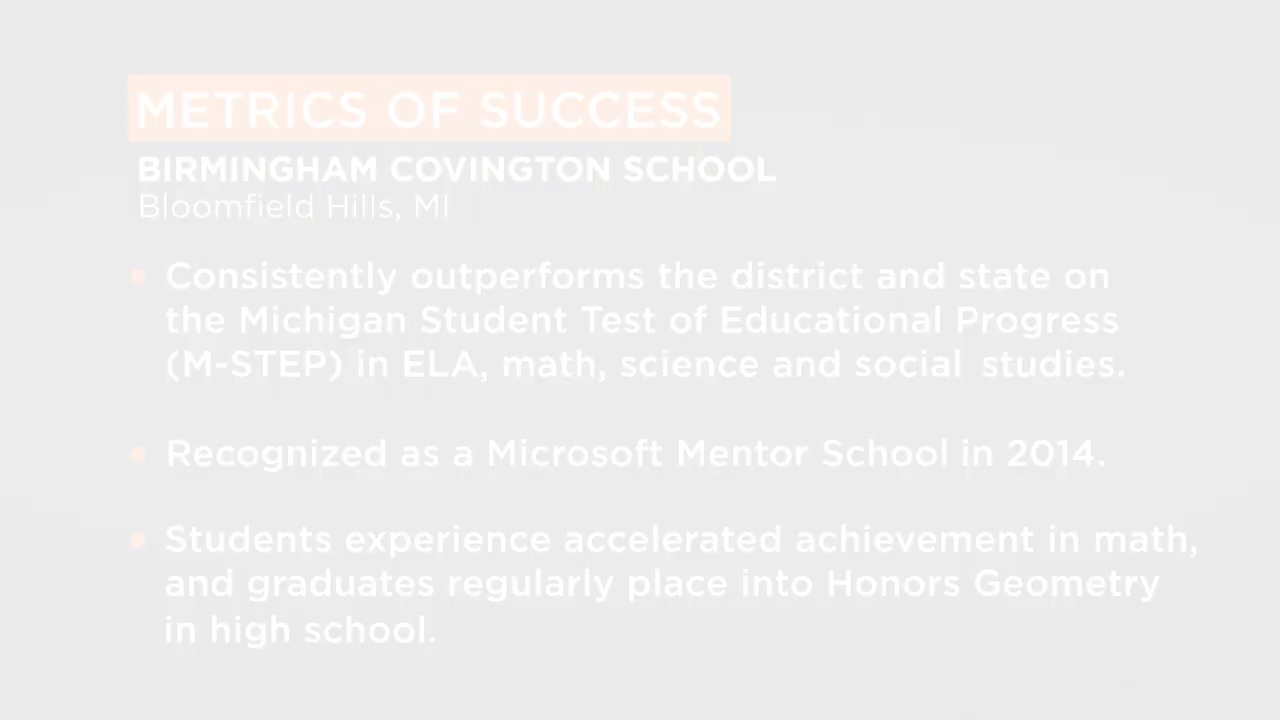 METRICS OF SUCCESS
BIRMINGHAM COVINGTON SCHOOL
Bloomfield Hills, MI
• Consistently outperforms the district and state on
the Michigan Student Test of Educational Progress
(M-STEP) in ELA, math, science and social studies.
• Recognized as a Microsoft Mentor School in 2014.
• Students experience accelerated achievement in math,
and graduates regularly place into Honors Geometry
in high school.